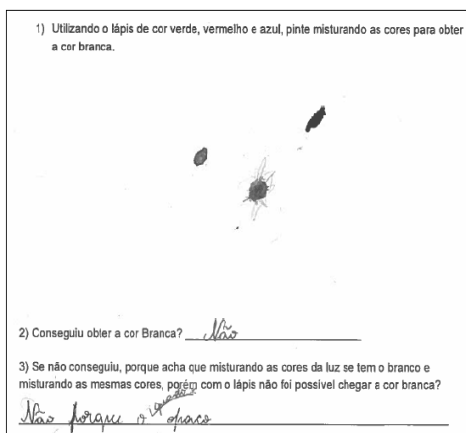 1) Utilizando o lápis de cor verde, vermelho e azul, pinte misturando as cores para obter
a cor branca.
2) Conseguiu obter a cor Branca? Não
3) Se não conseguiu, porque acha que misturando as cores da luz se tem o branco e
misturando as mesmas cores, porém com o lápis não foi possível chegar a cor branca?
Não porque o